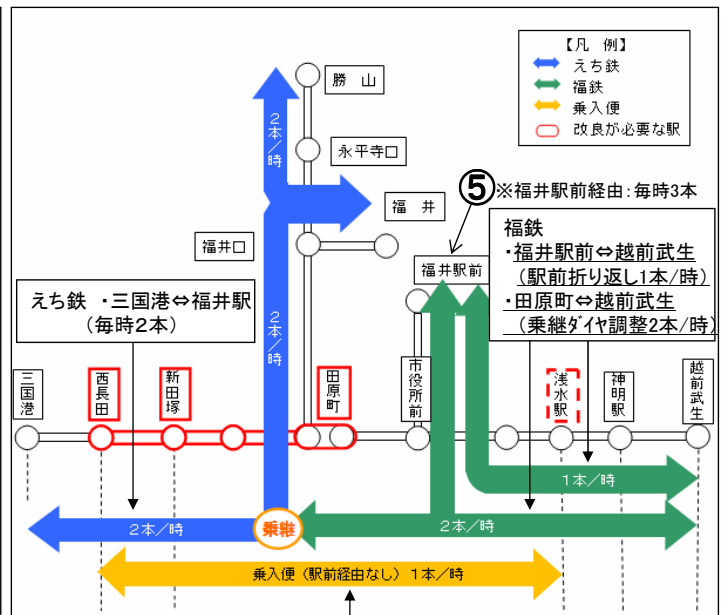 【凡 例】
えち鉄
福鉄
乗入便
改良が必要な駅
勝 山
2本/時
永平寺口
⑤※福井駅前経由:毎時3本
福 井
福井口
福井駅前
福鉄
・福井駅前⇔越前武生
(駅前折り返し1本/時)
・田原町⇔越前武生
(乗継ダイヤ調整2本/時)
えち鉄 ・三国港⇔福井駅
(毎時2本)
2本/時
三国港
西長田
新田塚
田原町
市役所前
浅水駅
神明駅
越前武生
1本/時
2本/時
乗継
2本/時
乗入便(駅前経由なし) 1本/時